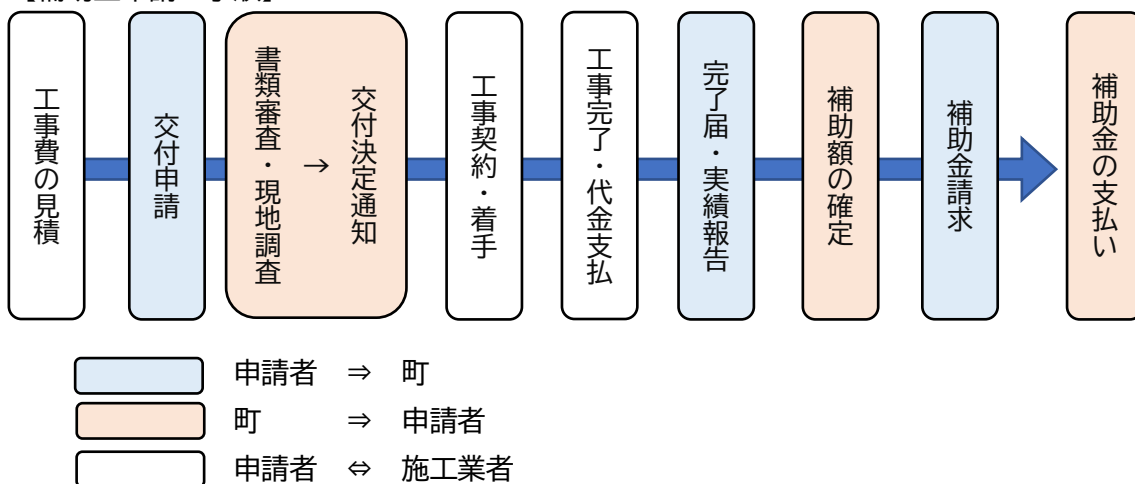 工事費の見積
交付申請
書類審査・現地調査
→
交付決定通知
工事契約・着手
工事完了・代金支払
完了届・実績報告
補助額の確定
補助金請求
補助金の支払い
申請者 ⇒ 町
町 ⇒ 申請者
申請者 ⇔ 施工業者